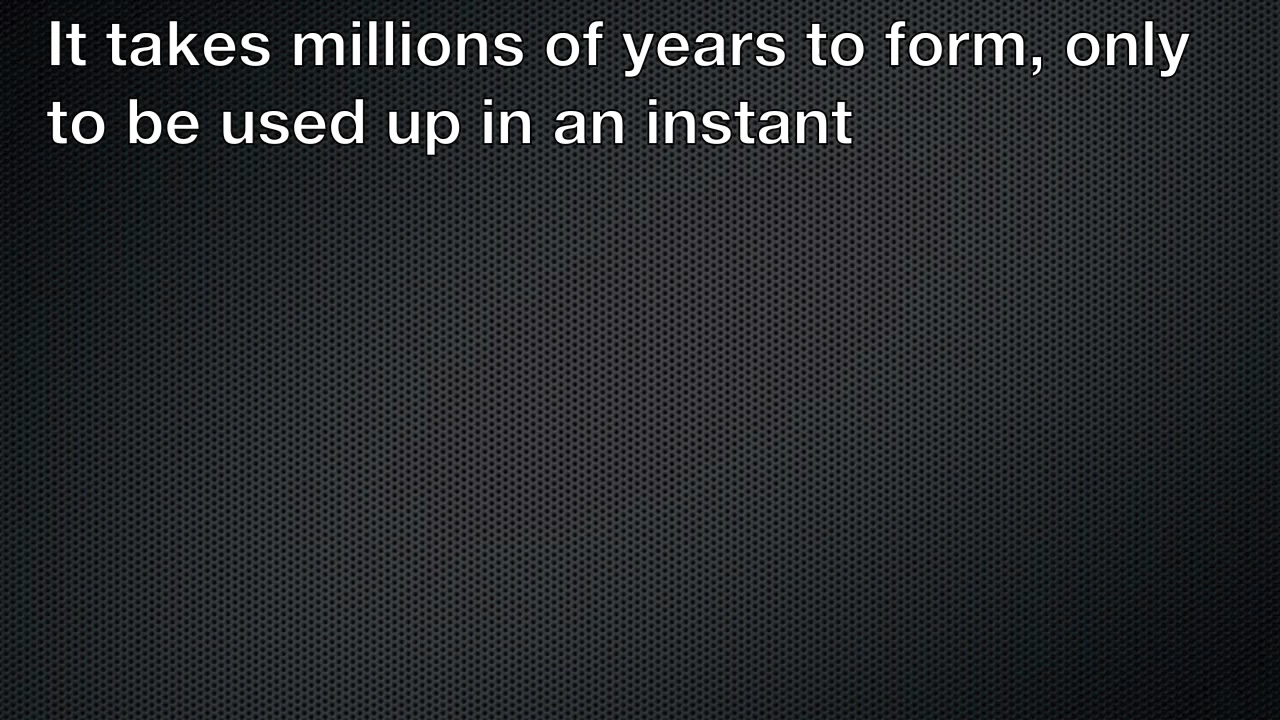 It takes millions of years to form, only
to be used up in an instant